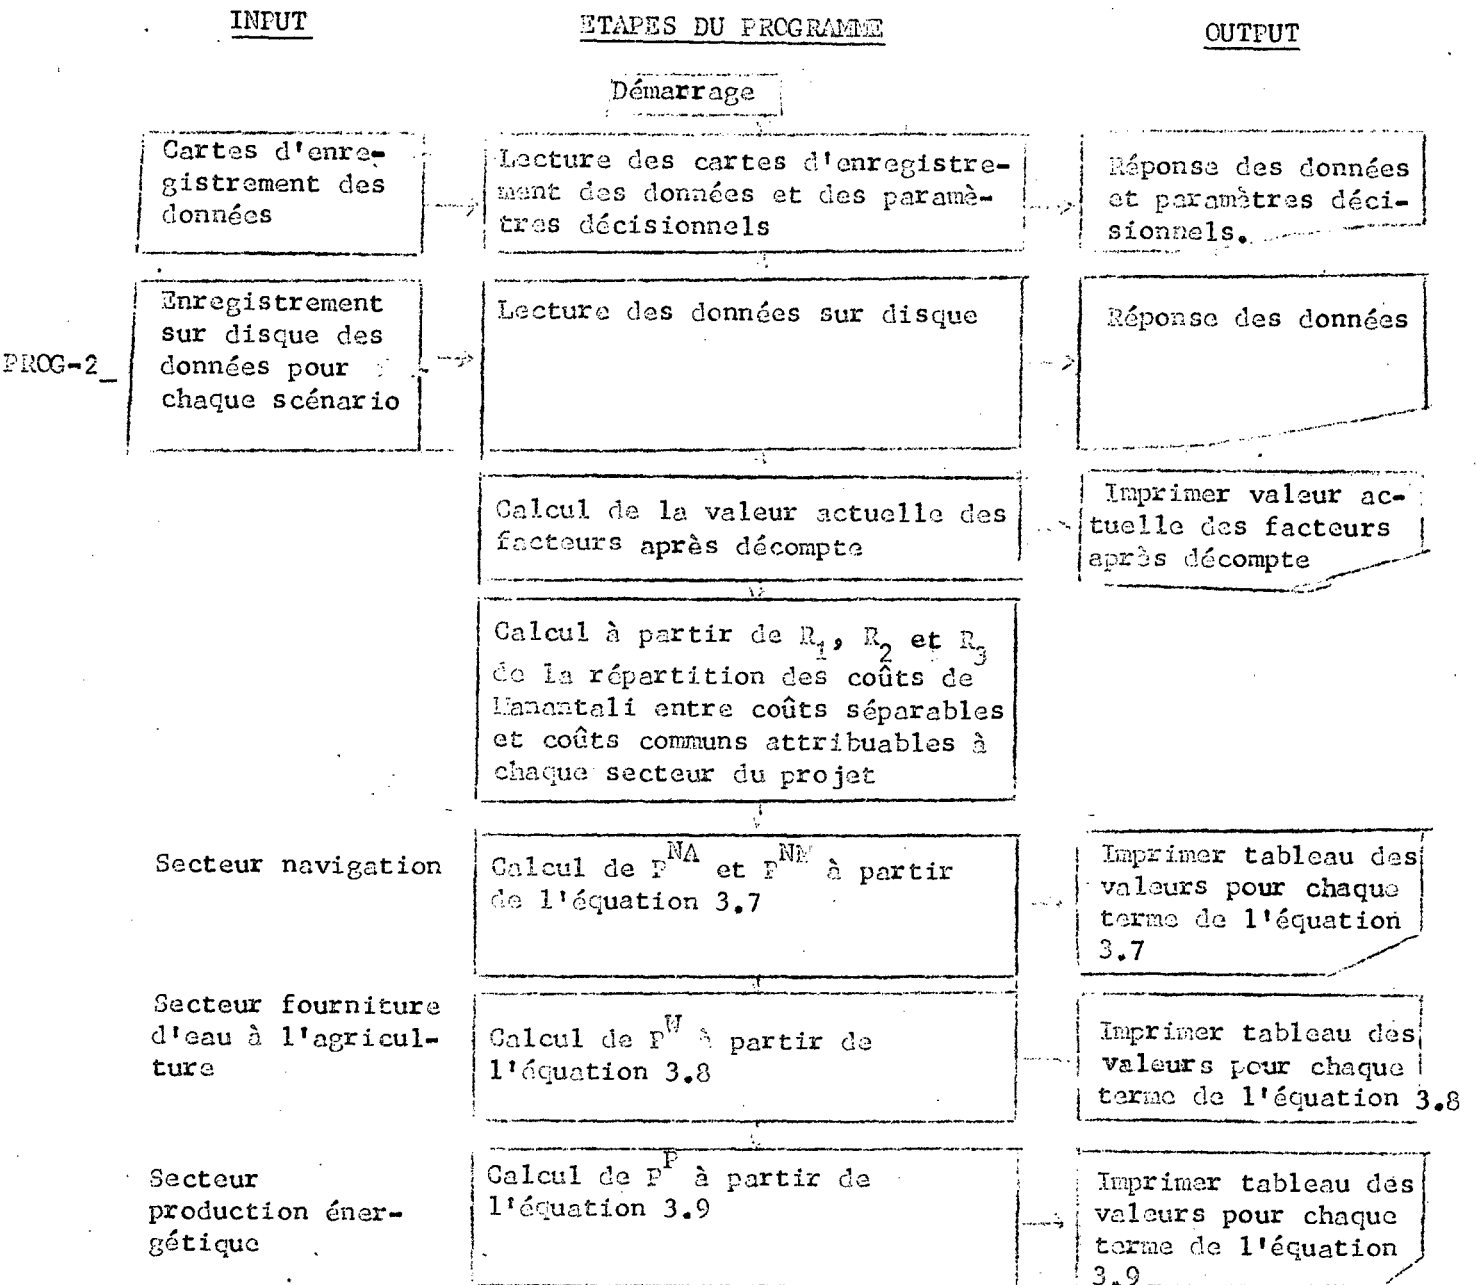 INPUT
ETAPES DU PROGRAMME
OUTPUT
Démarrage
Cartes d'enre-
gistrement des
données
Lecture des cartes d'enregistre-
ment des données et des paramè-
tres décisionnels
Réponse des données
et paramètres déci-
sionnels.
PROG-2
Enregistrement
sur disque des
données pour
chaque scénario
Lecture des données sur disque
Réponse des données
Calcul de la valeur actuelle des
facteurs après décompte
Imprimer valeur ac-
tuelle des facteurs
après décompte
Calcul à partir de R1, R2 et R3
de la répartition des coûts de
Manantali entre coûts séparables
et coûts communs attribuables à
chaque secteur du projet
Secteur navigation
Calcul de P^NA et P^NM à partir
de l'équation 3.7
Imprimer tableau des
valeurs pour chaque
terme de l'équation
3.7
Secteur fourniture
d'eau à l'agricul-
ture
Calcul de P^W à partir de
l'équation 3.8
Imprimer tableau des
valeurs pour chaque
terme de l'équation 3.8
Secteur
production éner-
gétique
Calcul de P^P à partir de
l'équation 3.9
Imprimer tableau des
valeurs pour chaque
terme de l'équation
3.9